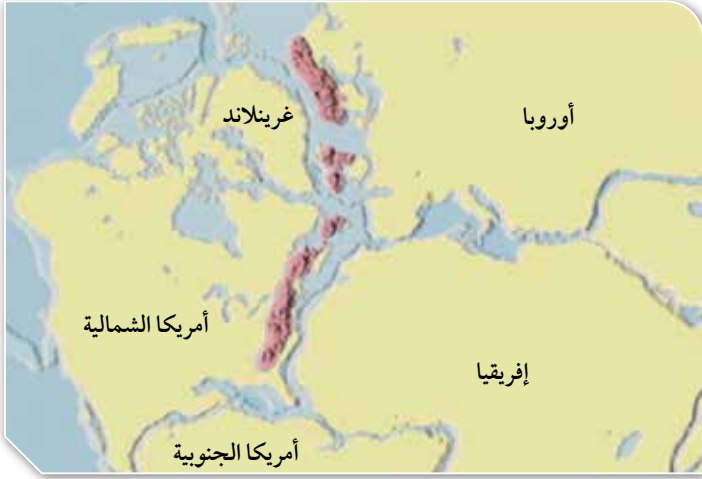 أوروبا
غرينلاند
أمريكا الشمالية
إفريقيا
أمريكا الجنوبية